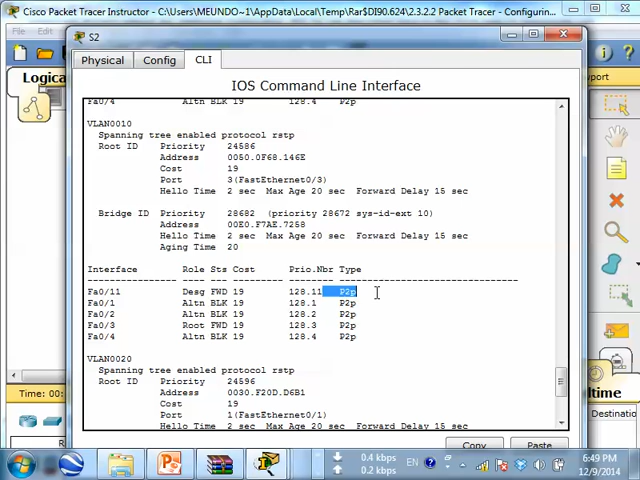 Cisco Packet Tracer Instructor - C:\Users\MEUNDO~1\AppData\Local\Temp\Rar$DI90.624\2.3.2.2 Packet Tracer - Configurin...
File
S2
Physical Config CLI
Logica
IOS Command Line Interface
Fa0/4 Altn BLK 19 128.4 P2p
VLAN0010
Spanning tree enabled protocol rstp
Root ID Priority 24586
Address 0050.0F68.146E
Cost 19
Port 3(FastEthernet0/3)
Hello Time 2 sec Max Age 20 sec Forward Delay 15 sec
Bridge ID Priority 28682 (priority 28672 sys-id-ext 10)
Address 00E0.F7AE.7258
Hello Time 2 sec Max Age 20 sec Forward Delay 15 sec
Aging Time 20
Interface Role Sts Cost Prio.Nbr Type
---------------- ---- --- --------- -------- --------------------------------
Fa0/11 Desg FWD 19 128.11 P2p
Fa0/1 Altn BLK 19 128.1 P2p
Fa0/2 Altn BLK 19 128.2 P2p
Fa0/3 Root FWD 19 128.3 P2p
Fa0/4 Altn BLK 19 128.4 P2p
VLAN0020
Spanning tree enabled protocol rstp
Root ID Priority 24596
Address 0030.F20D.D6B1
Cost 19
Port 1(FastEthernet0/1)
Hello Time 2 sec Max Age 20 sec Forward Delay 15 sec
Copy Paste
port
Time: 00:
ltime
Destinatio
0.4 kbps
0.2 kbps
EN
6:49 PM
12/9/2014